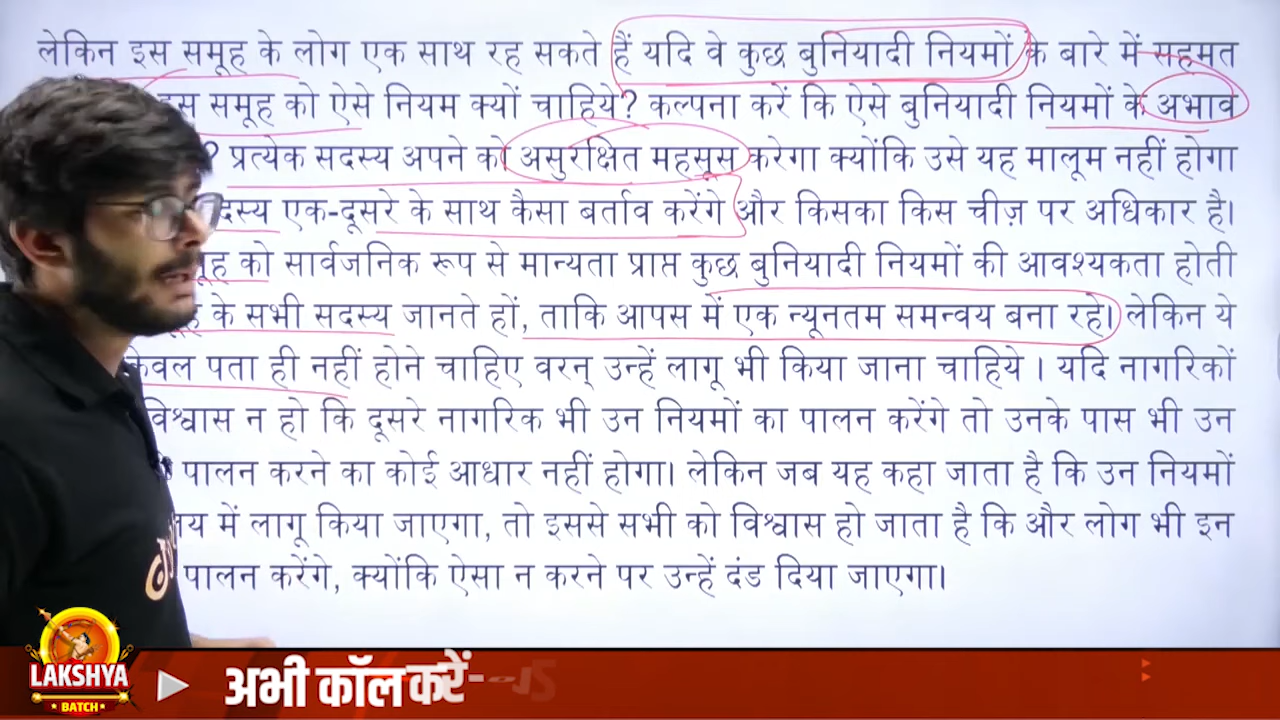 लेकिन इस समूह के लोग एक साथ रह सकते हैं यदि वे कुछ बुनियादी नियमों के बारे में सहमत
इस समूह को ऐसे नियम क्यों चाहिये? कल्पना करें कि ऐसे बुनियादी नियमों के अभाव
? प्रत्येक सदस्य अपने को असुरक्षित महसूस करेगा क्योंकि उसे यह मालूम नहीं होगा
एक-दूसरे के साथ कैसा बर्ताव करेंगे और किसका किस चीज़ पर अधिकार है।
को सार्वजनिक रूप से मान्यता प्राप्त कुछ बुनियादी नियमों की आवश्यकता होती
के सभी सदस्य जानते हों, ताकि आपस में एक न्यूनतम समन्वय बना रहे। लेकिन ये
केवल पता ही नहीं होने चाहिए वरन् उन्हें लागू भी किया जाना चाहिये । यदि नागरिकों
विश्वास न हो कि दूसरे नागरिक भी उन नियमों का पालन करेंगे तो उनके पास भी उन
पालन करने का कोई आधार नहीं होगा। लेकिन जब यह कहा जाता है कि उन नियमों
में लागू किया जाएगा, तो इससे सभी को विश्वास हो जाता है कि और लोग भी इन
पालन करेंगे, क्योंकि ऐसा न करने पर उन्हें दंड दिया जाएगा।
LAKSHYA
BATCH
अभी कॉल करें-